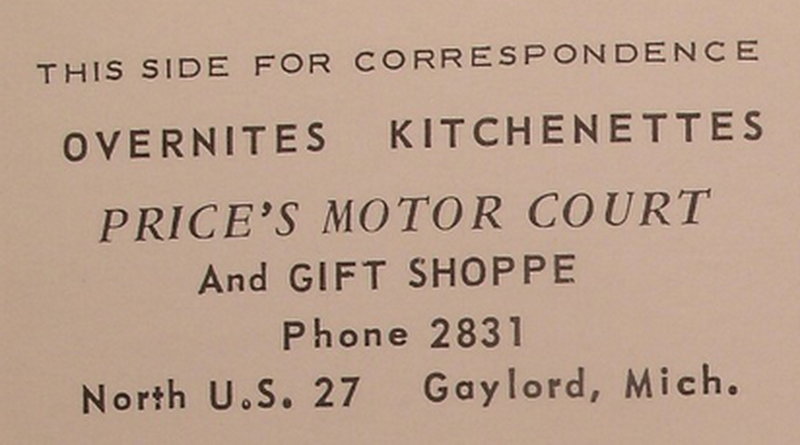 THIS SIDE FOR CORRESPONDENCE
OVERNITES KITCHENETTES
PRICE'S MOTOR COURT
And GIFT SHOPPE
Phone 2831
North U.S. 27 Gaylord, Mich.